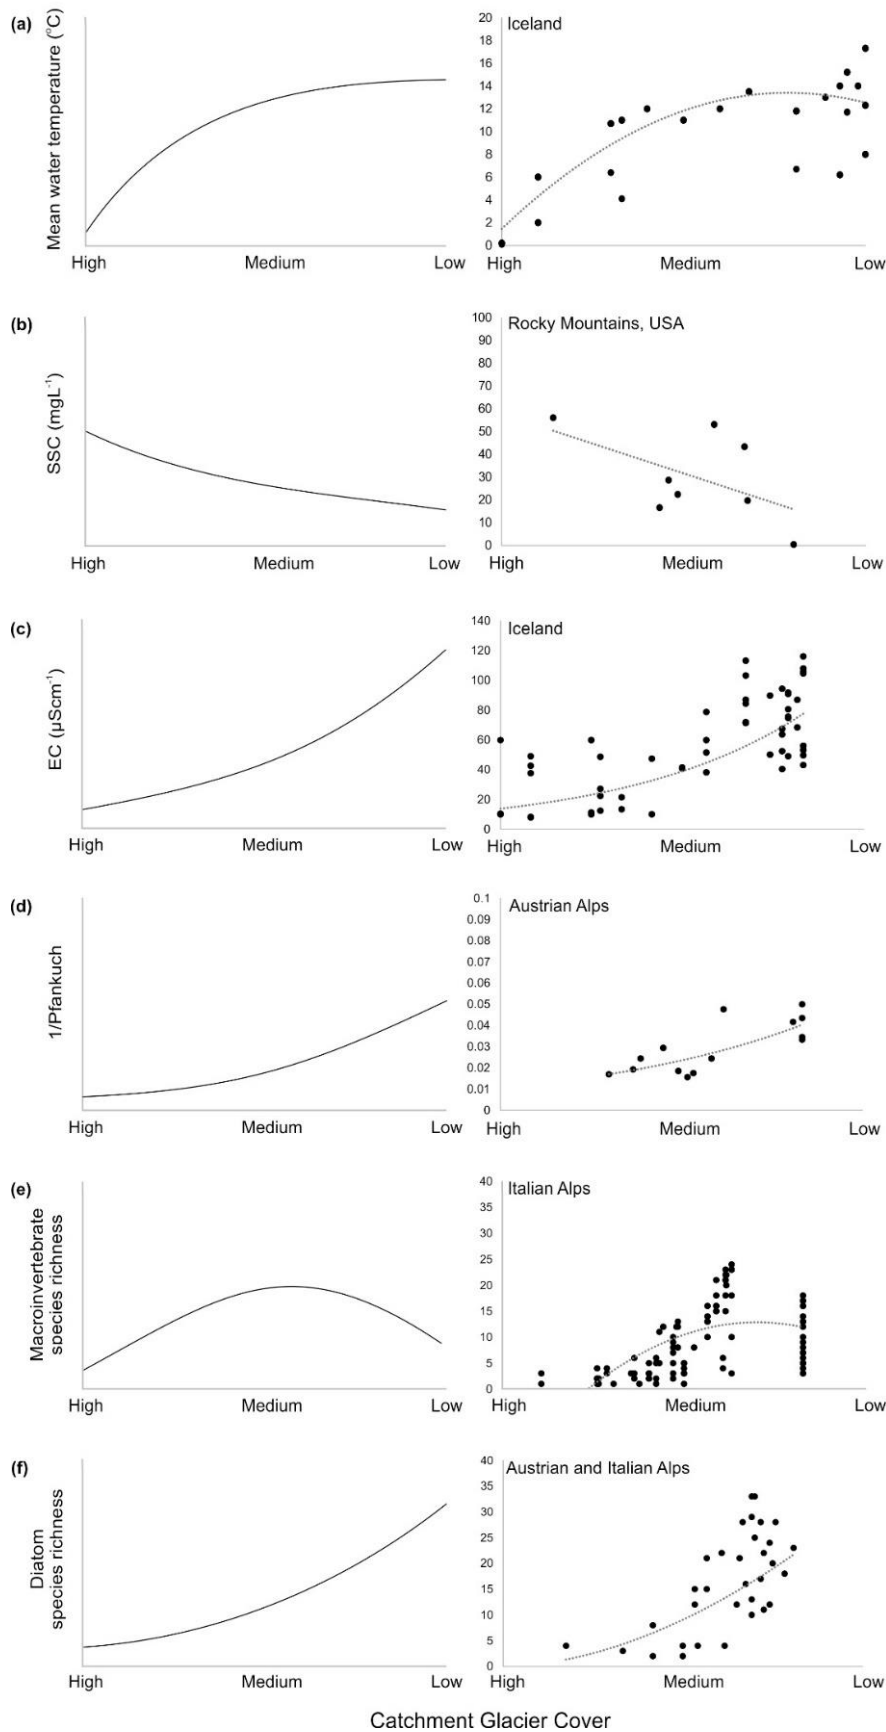 (a)
Mean water temperature (°C)
High Medium Low
Iceland
20
18
16
14
12
10
8
6
4
2
0
High Medium Low
(b)
SSC (mgL⁻¹)
High Medium Low
Rocky Mountains, USA
100
90
80
70
60
50
40
30
20
10
0
High Medium Low
(c)
EC (µScm⁻¹)
High Medium Low
Iceland
140
120
100
80
60
40
20
0
High Medium Low
(d)
1/Pfankuch
High Medium Low
Austrian Alps
0.1
0.09
0.08
0.07
0.06
0.05
0.04
0.03
0.02
0.01
0
High Medium Low
(e)
Macroinvertebrate
species richness
High Medium Low
Italian Alps
40
35
30
25
20
15
10
5
0
High Medium Low
(f)
Diatom
species richness
High Medium Low
Austrian and Italian Alps
40
35
30
25
20
15
10
5
0
High Medium Low
Catchment Glacier Cover